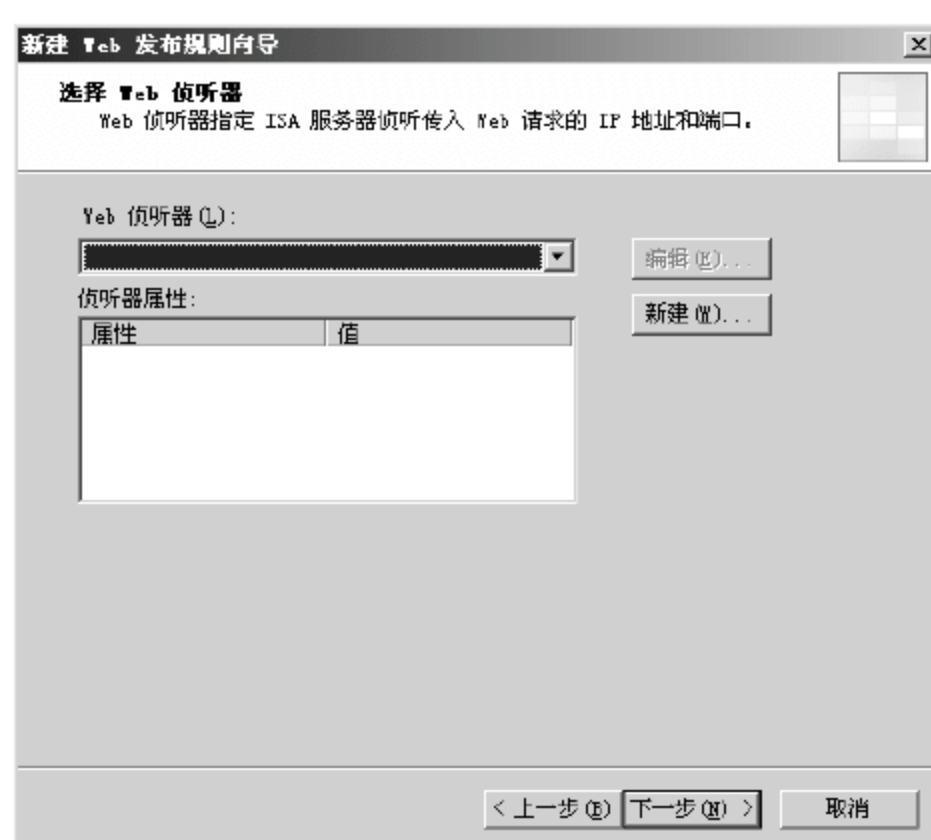 新建 Web 发布规则向导
选择 Web 侦听器
Web 侦听器指定 ISA 服务器侦听传入 Web 请求的 IP 地址和端口。
Web 侦听器(L):
编辑(E)...
侦听器属性:
新建(W)...
属性 值
< 上一步(B) 下一步(N) > 取消